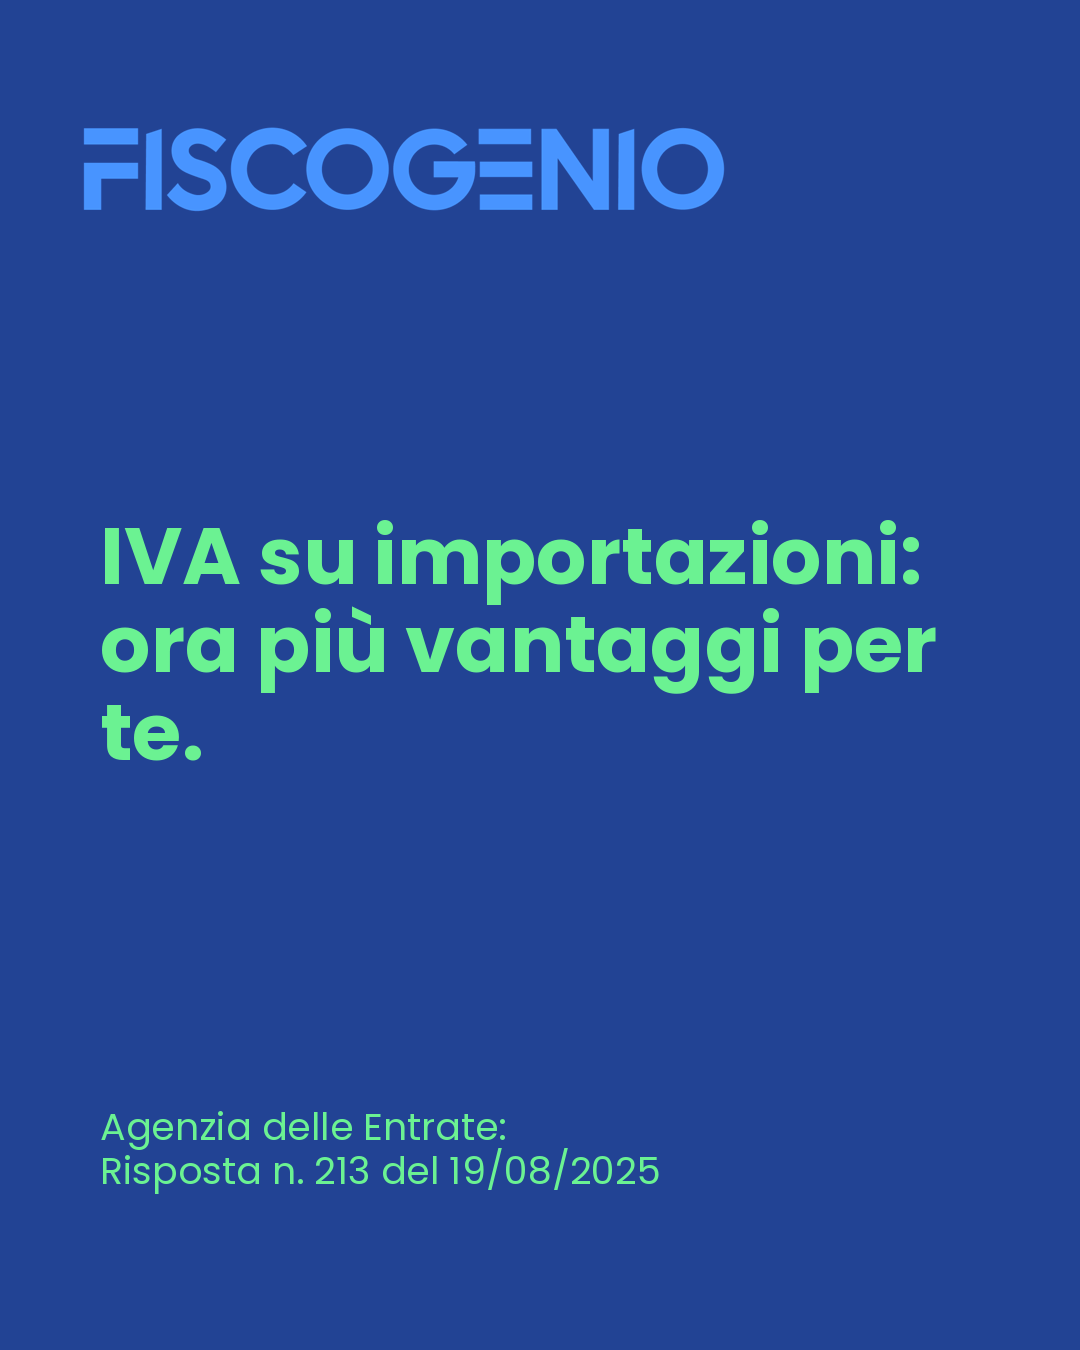 FISCOGENIO
IVA su importazioni:
ora più vantaggi per
te.
Agenzia delle Entrate:
Risposta n. 213 del 19/08/2025